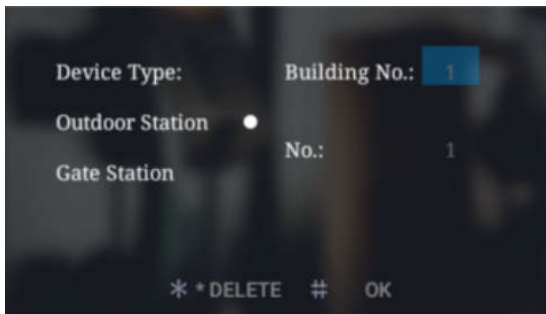 Device Type:
Outdoor Station
Gate Station
Building No.: 1
No.: 1
* * DELETE # OK